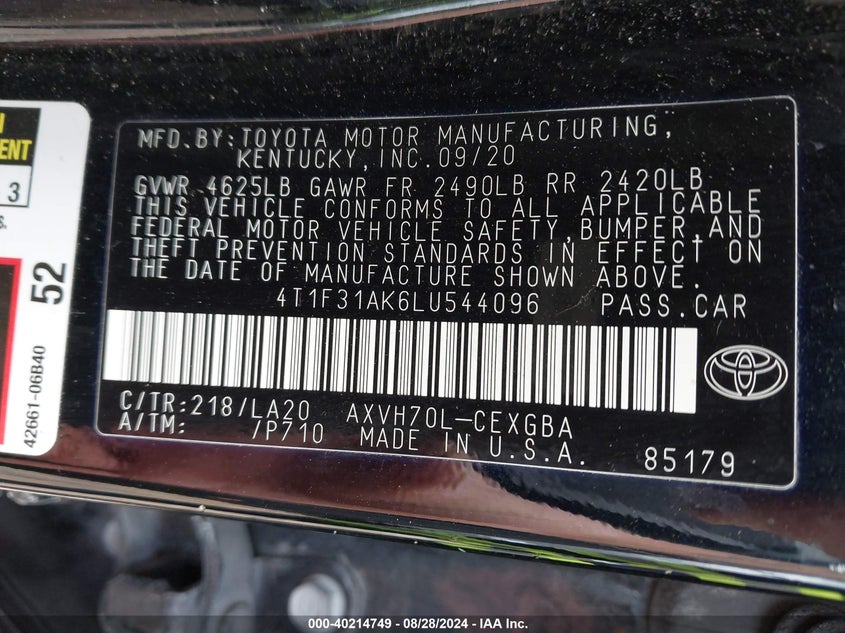 MENT
3
S.
52
42661-06B40
MFD.BY:TOYOTA MOTOR MANUFACTURING,
KENTUCKY,INC.09/20
GVWR 4625LB GAWR FR 2490LB RR 2420LB
THIS VEHICLE CONFORMS TO ALL APPLICABLE
FEDERAL MOTOR VEHICLE SAFETY,BUMPER,AND
THEFT PREVENTION STANDARDS IN EFFECT ON
THE DATE OF MANUFACTURE SHOWN ABOVE.
4T1F31AK6LU544096 PASS.CAR
C/TR:218/LA20 AXVH70L-CEXGBA
A/TM: /P710 MADE IN U.S.A. 85179
000-40214749 - 08/28/2024 - IAA Inc.